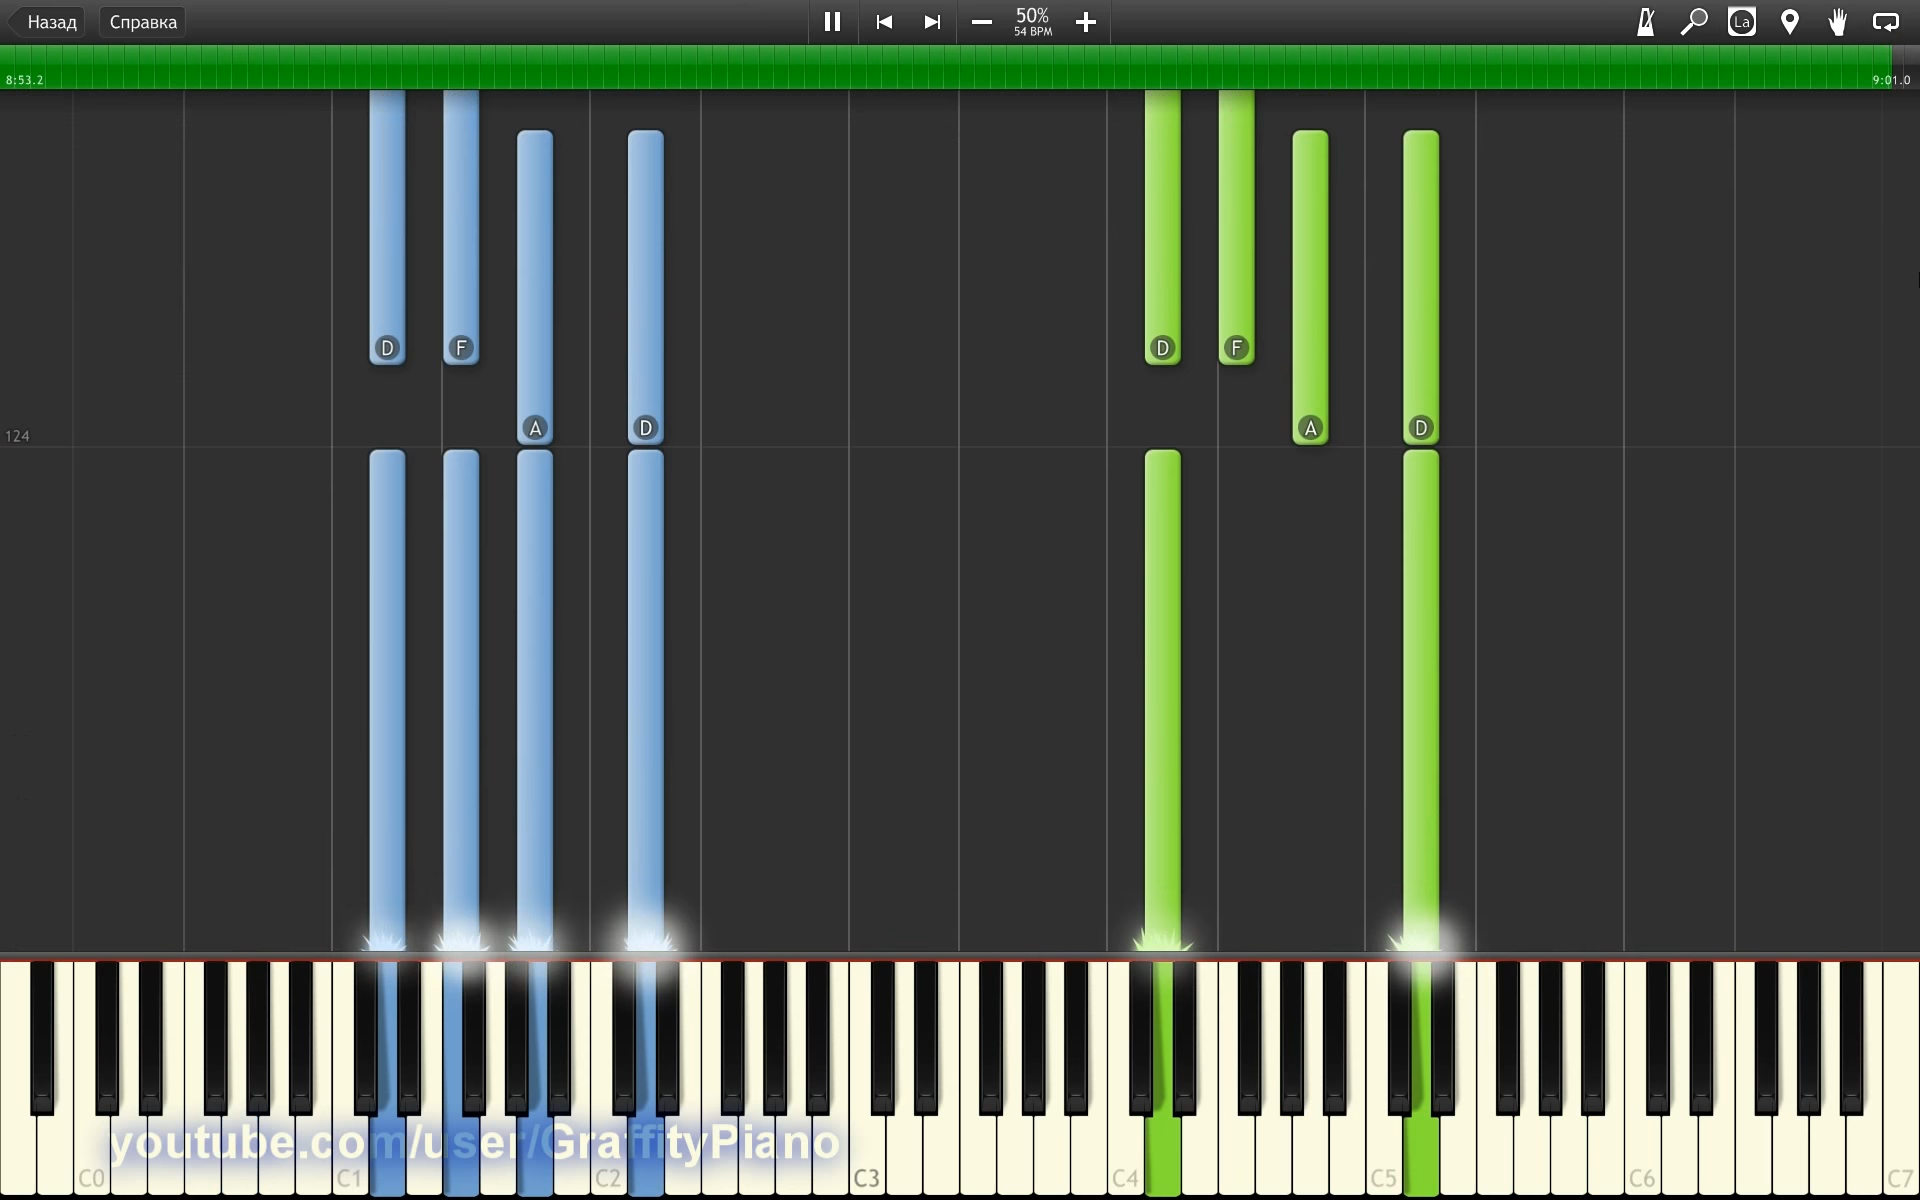 Назад Справка 50% La
54 BPM
8:53.2 9:01.0
D F D F
A D A D
124
youtube.com/user/GraffityPiano
C0 C1 C2 C3 C4 C5 C6 C7